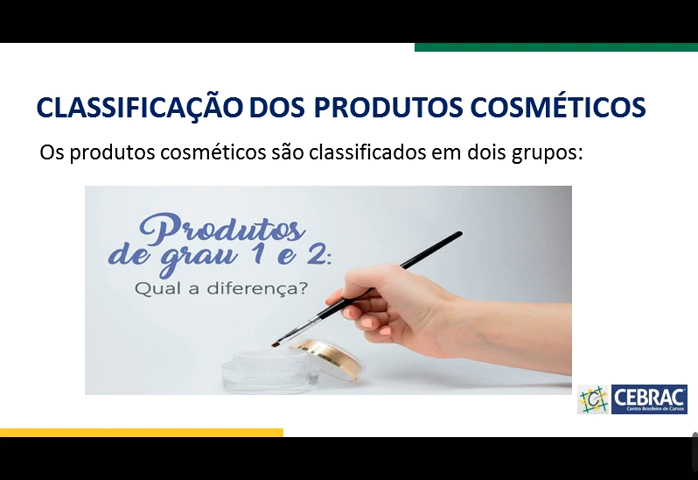 CLASSIFICAÇÃO DOS PRODUTOS COSMÉTICOS
Os produtos cosméticos são classificados em dois grupos:
Produtos
de grau 1 e 2:
Qual a diferença?
CEBRAC
Centro Brasileiro de Cursos